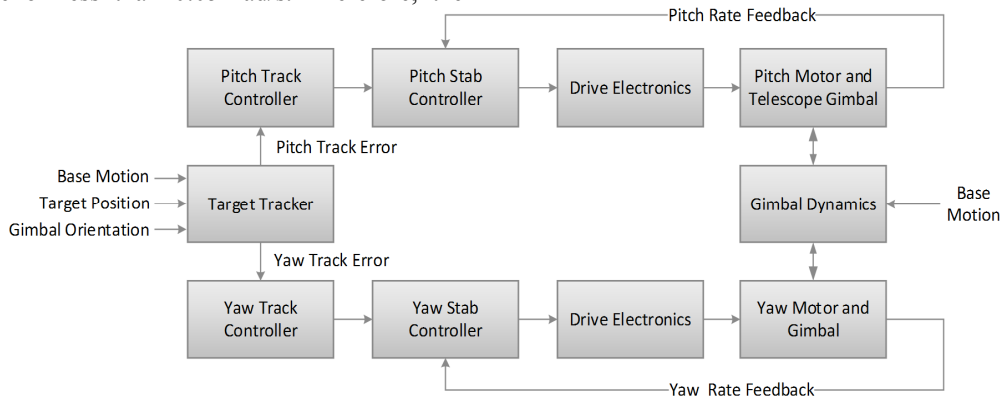 Pitch Rate Feedback
Pitch Track
Controller
Pitch Stab
Controller
Drive Electronics
Pitch Motor and
Telescope Gimbal
Pitch Track Error
Base Motion
Target Position
Gimbal Orientation
Target Tracker
Gimbal Dynamics
Base
Motion
Yaw Track Error
Yaw Track
Controller
Yaw Stab
Controller
Drive Electronics
Yaw Motor and
Gimbal
Yaw Rate Feedback